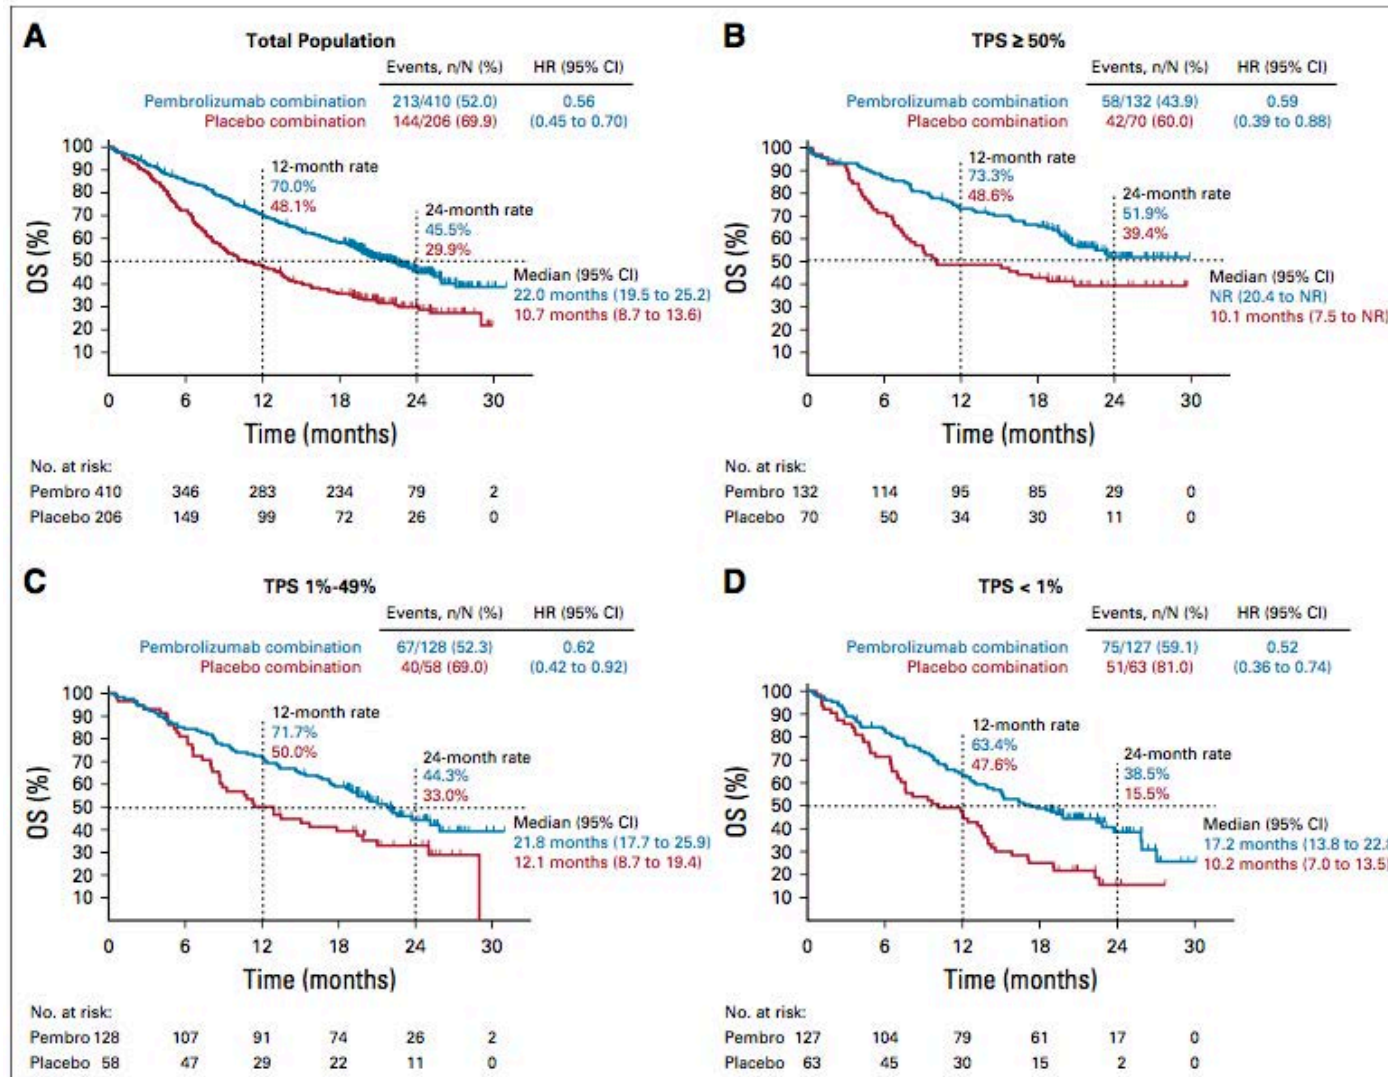 A
Total Population
Events, n/N (%) HR (95% CI)
Pembrolizumab combination 213/410 (52.0) 0.56
Placebo combination 144/206 (69.9) (0.45 to 0.70)
100
90
80
70
60
50
40
30
20
10
OS (%)
12-month rate
70.0%
48.1%
24-month rate
45.5%
29.9%
Median (95% CI)
22.0 months (19.5 to 25.2)
10.7 months (8.7 to 13.6)
0 6 12 18 24 30
Time (months)
No. at risk:
Pembro 410 346 283 234 79 2
Placebo 206 149 99 72 26 0
B
TPS ≥ 50%
Events, n/N (%) HR (95% CI)
Pembrolizumab combination 58/132 (43.9) 0.59
Placebo combination 42/70 (60.0) (0.39 to 0.88)
100
90
80
70
60
50
40
30
20
10
OS (%)
12-month rate
73.3%
48.6%
24-month rate
51.9%
39.4%
Median (95% CI)
NR (20.4 to NR)
10.1 months (7.5 to NR)
0 6 12 18 24 30
Time (months)
No. at risk:
Pembro 132 114 95 85 29 0
Placebo 70 50 34 30 11 0
C
TPS 1%-49%
Events, n/N (%) HR (95% CI)
Pembrolizumab combination 67/128 (52.3) 0.62
Placebo combination 40/58 (69.0) (0.42 to 0.92)
100
90
80
70
60
50
40
30
20
10
OS (%)
12-month rate
71.7%
50.0%
24-month rate
44.3%
33.0%
Median (95% CI)
21.8 months (17.7 to 25.9)
12.1 months (8.7 to 19.4)
0 6 12 18 24 30
Time (months)
No. at risk:
Pembro 128 107 91 74 26 2
Placebo 58 47 29 22 11 0
D
TPS < 1%
Events, n/N (%) HR (95% CI)
Pembrolizumab combination 75/127 (59.1) 0.52
Placebo combination 51/63 (81.0) (0.36 to 0.74)
100
90
80
70
60
50
40
30
20
10
OS (%)
12-month rate
63.4%
47.6%
24-month rate
38.5%
15.5%
Median (95% CI)
17.2 months (13.8 to 22.8
10.2 months (7.0 to 13.5)
0 6 12 18 24 30
Time (months)
No. at risk:
Pembro 127 104 79 61 17 0
Placebo 63 45 30 15 2 0